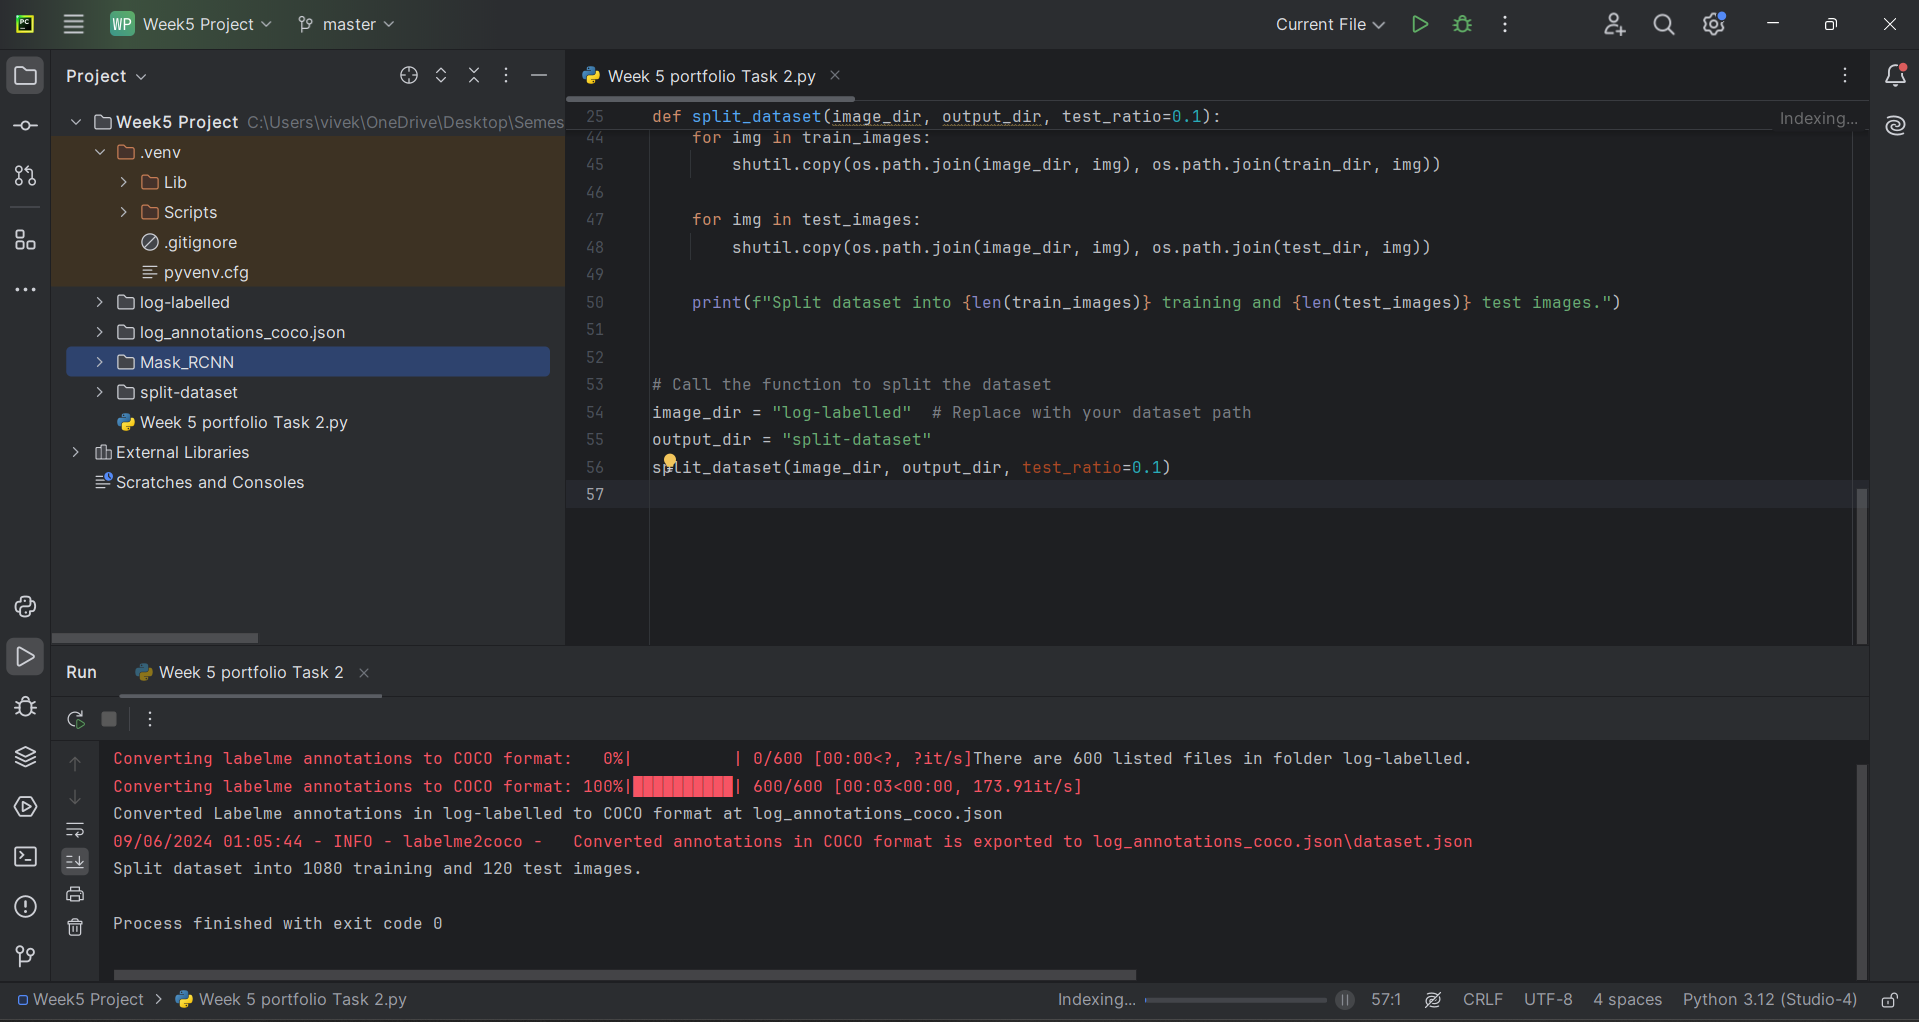 WP Week5 Project master Current File
Project
Week5 Project C:\Users\vivek\OneDrive\Desktop\Semes
.venv
Lib
Scripts
.gitignore
pyvenv.cfg
log-labelled
log_annotations_coco.json
Mask_RCNN
split-dataset
Week 5 portfolio Task 2.py
External Libraries
Scratches and Consoles
Week 5 portfolio Task 2.py
Indexing...
25 def split_dataset(image_dir, output_dir, test_ratio=0.1):
44 for img in train_images:
45 shutil.copy(os.path.join(image_dir, img), os.path.join(train_dir, img))
46
47 for img in test_images:
48 shutil.copy(os.path.join(image_dir, img), os.path.join(test_dir, img))
49
50 print(f"Split dataset into {len(train_images)} training and {len(test_images)} test images.")
51
52
53 # Call the function to split the dataset
54 image_dir = "log-labelled"  # Replace with your dataset path
55 output_dir = "split-dataset"
56 split_dataset(image_dir, output_dir, test_ratio=0.1)
57
Run Week 5 portfolio Task 2
Converting labelme annotations to COCO format:   0%|          | 0/600 [00:00<?, ?it/s]There are 600 listed files in folder log-labelled.
Converting labelme annotations to COCO format: 100%|██████████| 600/600 [00:03<00:00, 173.91it/s]
Converted Labelme annotations in log-labelled to COCO format at log_annotations_coco.json
09/06/2024 01:05:44 - INFO - labelme2coco -   Converted annotations in COCO format is exported to log_annotations_coco.json\dataset.json
Split dataset into 1080 training and 120 test images.
Process finished with exit code 0
Week5 Project > Week 5 portfolio Task 2.py Indexing... 57:1 CRLF UTF-8 4 spaces Python 3.12 (Studio-4)